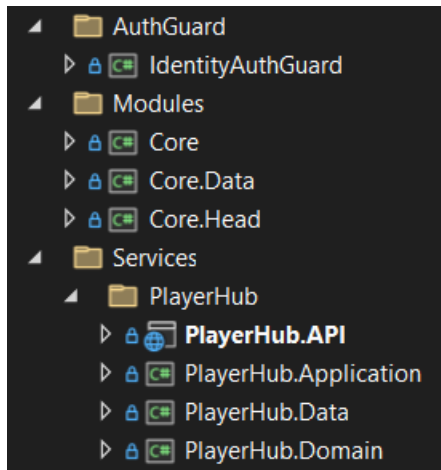 AuthGuard
C# IdentityAuthGuard
Modules
C# Core
C# Core.Data
C# Core.Head
Services
PlayerHub
PlayerHub.API
C# PlayerHub.Application
C# PlayerHub.Data
C# PlayerHub.Domain